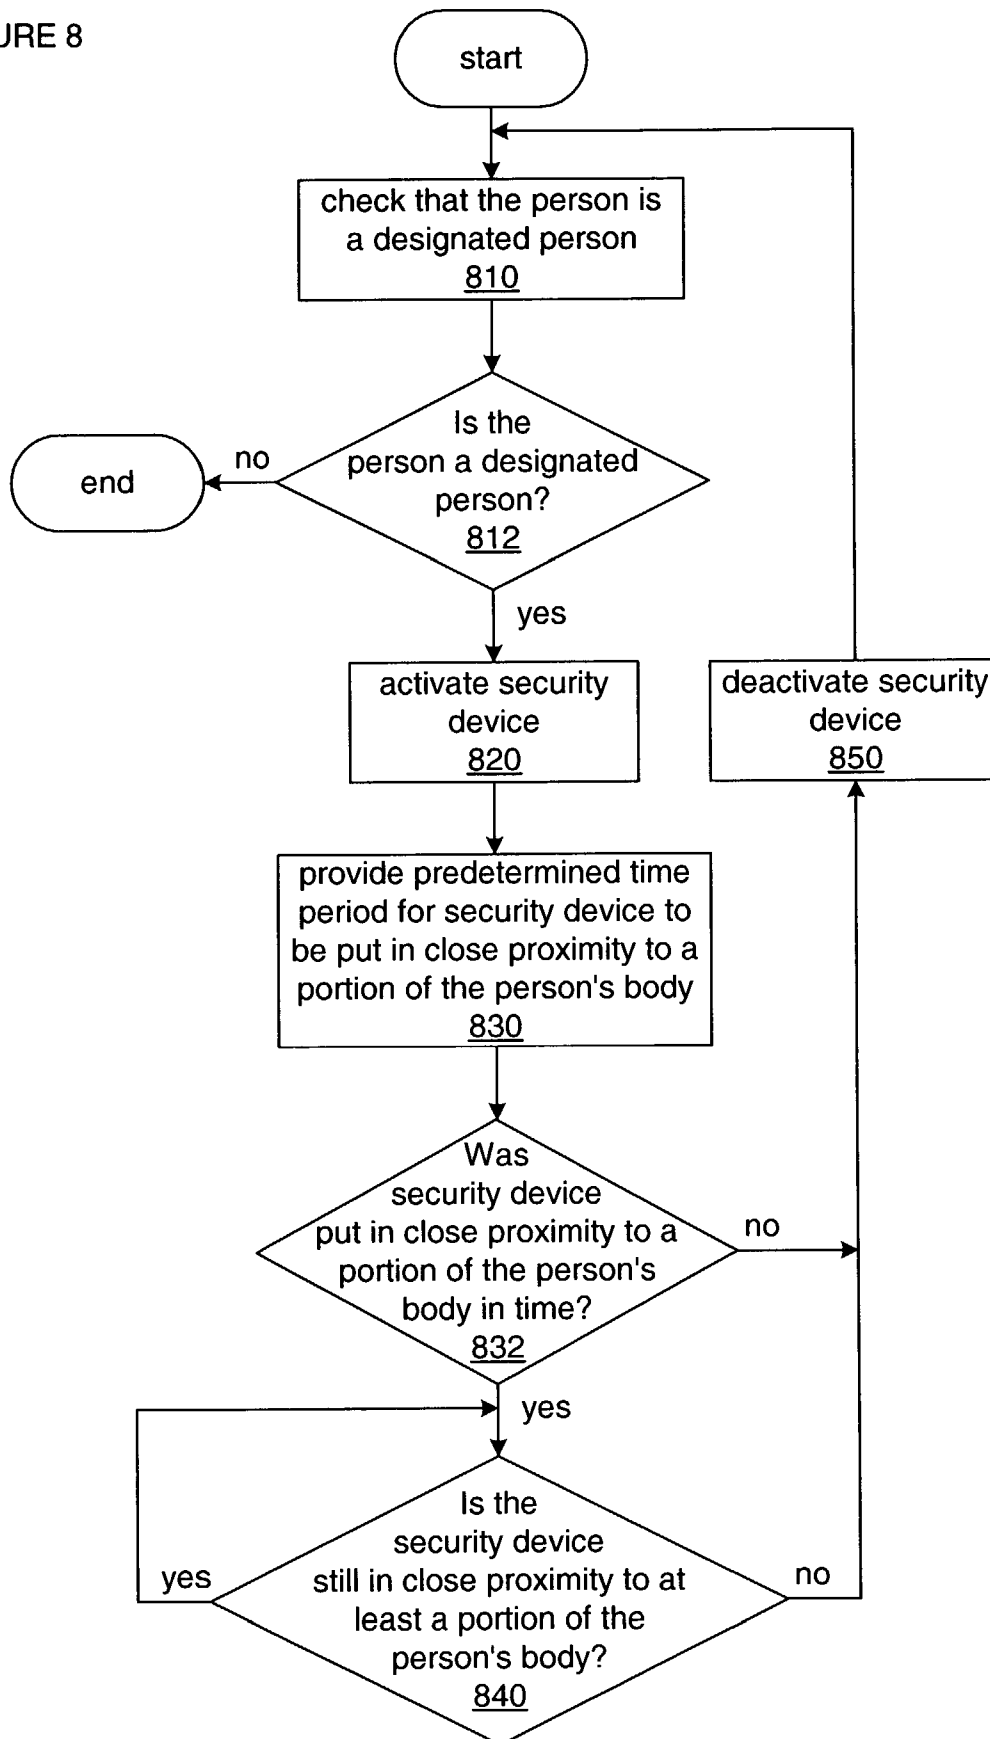 URE 8
start
check that the person is
a designated person
810
Is the
person a designated
person?
812
no
end
yes
activate security
device
820
deactivate security
device
850
provide predetermined time
period for security device to
be put in close proximity to a
portion of the person's body
830
Was
security device
put in close proximity to a
portion of the person's
body in time?
832
no
yes
Is the
security device
still in close proximity to at
least a portion of the
person's body?
840
yes
no